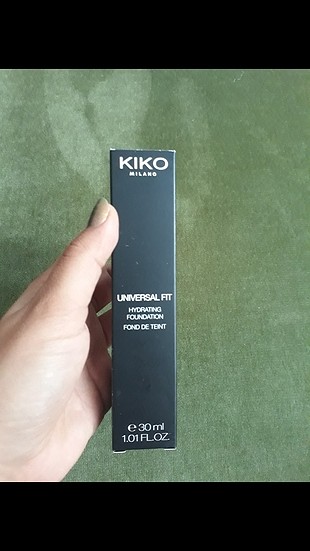 KIKO
MILANO
UNIVERSAL FIT
HYDRATING
FOUNDATION
FOND DE TEINT
℮ 30 ml
1.01 FL.OZ.